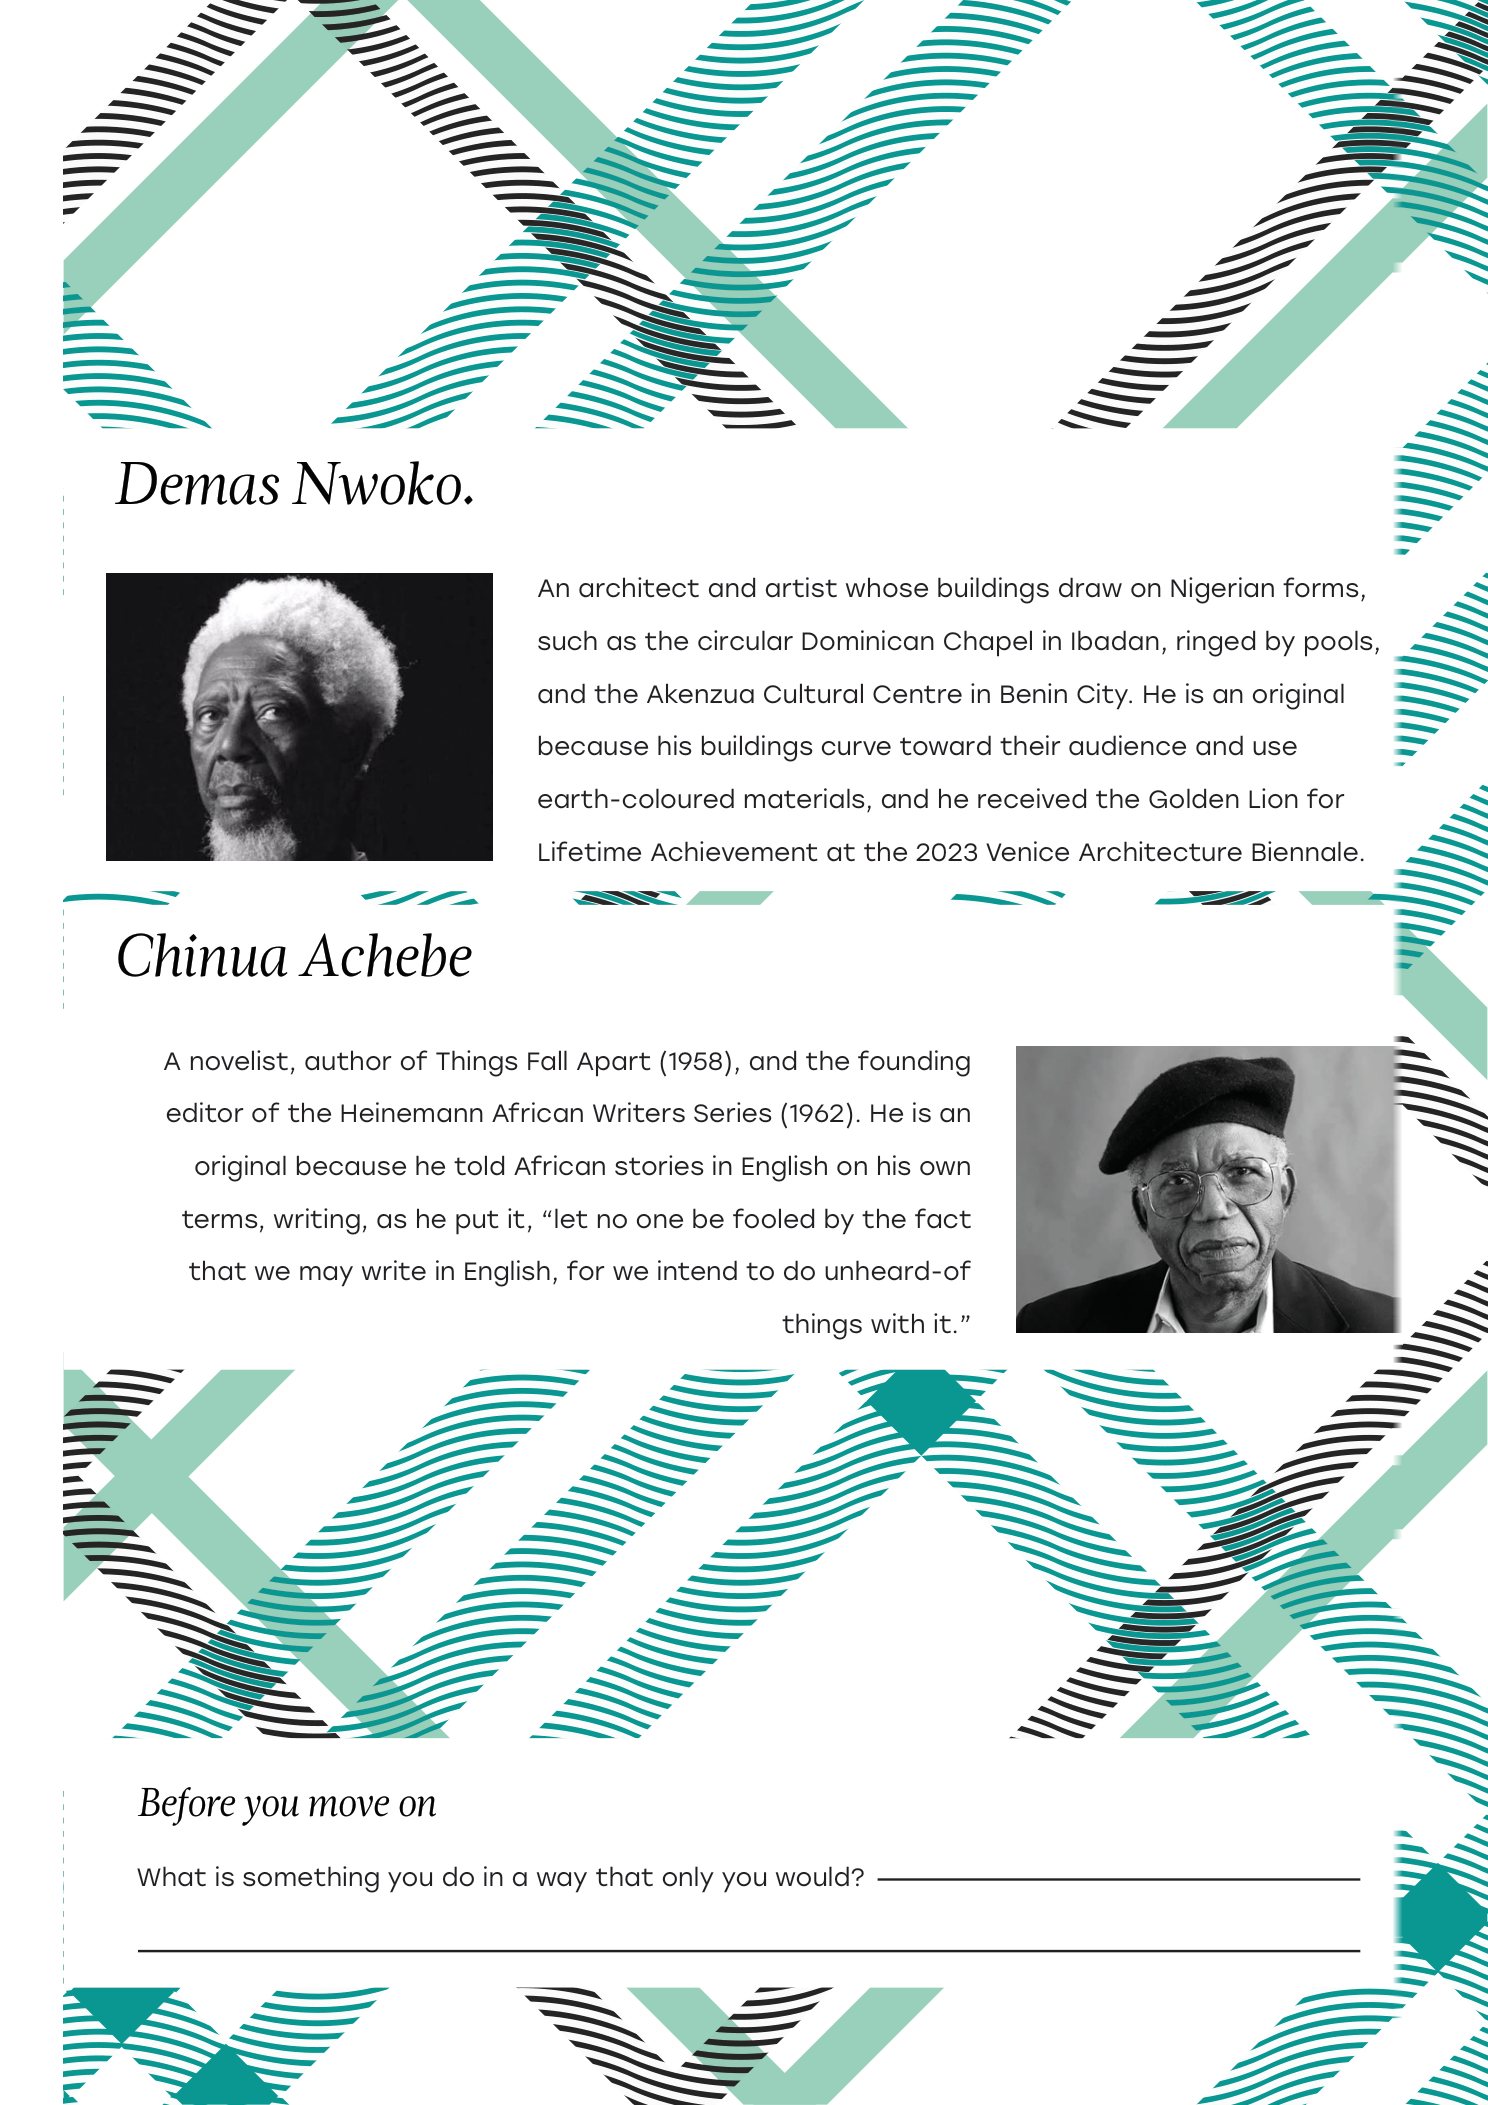 Demas Nwoko.
An architect and artist whose buildings draw on Nigerian forms,
such as the circular Dominican Chapel in Ibadan, ringed by pools,
and the Akenzua Cultural Centre in Benin City. He is an original
because his buildings curve toward their audience and use
earth-coloured materials, and he received the Golden Lion for
Lifetime Achievement at the 2023 Venice Architecture Biennale.
Chinua Achebe
A novelist, author of Things Fall Apart (1958), and the founding
editor of the Heinemann African Writers Series (1962). He is an
original because he told African stories in English on his own
terms, writing, as he put it, “let no one be fooled by the fact
that we may write in English, for we intend to do unheard-of
things with it.”
Before you move on
What is something you do in a way that only you would?